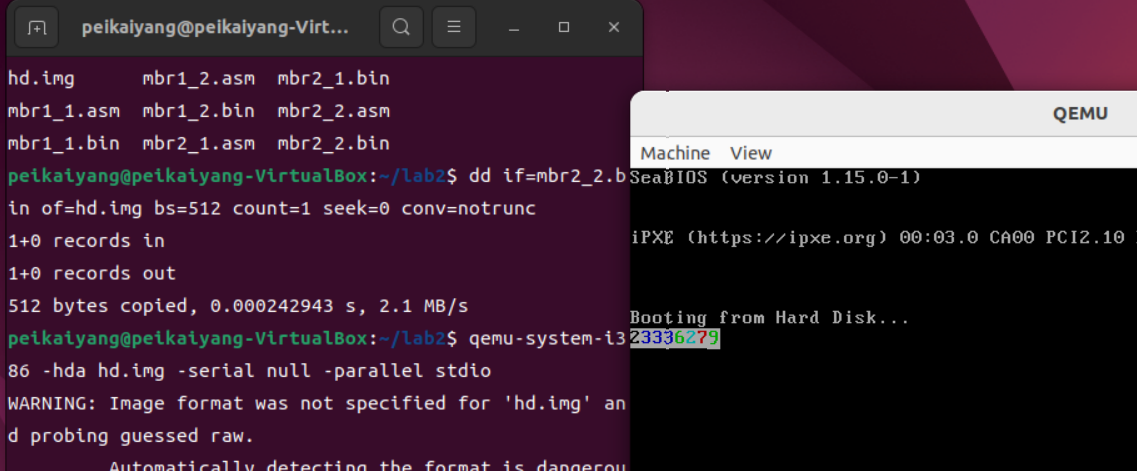 peikaiyang@peikaiyang-Virt...
hd.img mbr1_2.asm mbr2_1.bin
mbr1_1.asm mbr1_2.bin mbr2_2.asm
mbr1_1.bin mbr2_1.asm mbr2_2.bin
peikaiyang@peikaiyang-VirtualBox:~/lab2$ dd if=mbr2_2.b
in of=hd.img bs=512 count=1 seek=0 conv=notrunc
1+0 records in
1+0 records out
512 bytes copied, 0.000242943 s, 2.1 MB/s
peikaiyang@peikaiyang-VirtualBox:~/lab2$ qemu-system-i3
86 -hda hd.img -serial null -parallel stdio
WARNING: Image format was not specified for 'hd.img' an
d probing guessed raw.
Automatically detecting the format is dangerou
QEMU
Machine View
SeaBIOS (version 1.15.0-1)
iPXE (https://ipxe.org) 00:03.0 CA00 PCI2.10
Booting from Hard Disk...
23336279